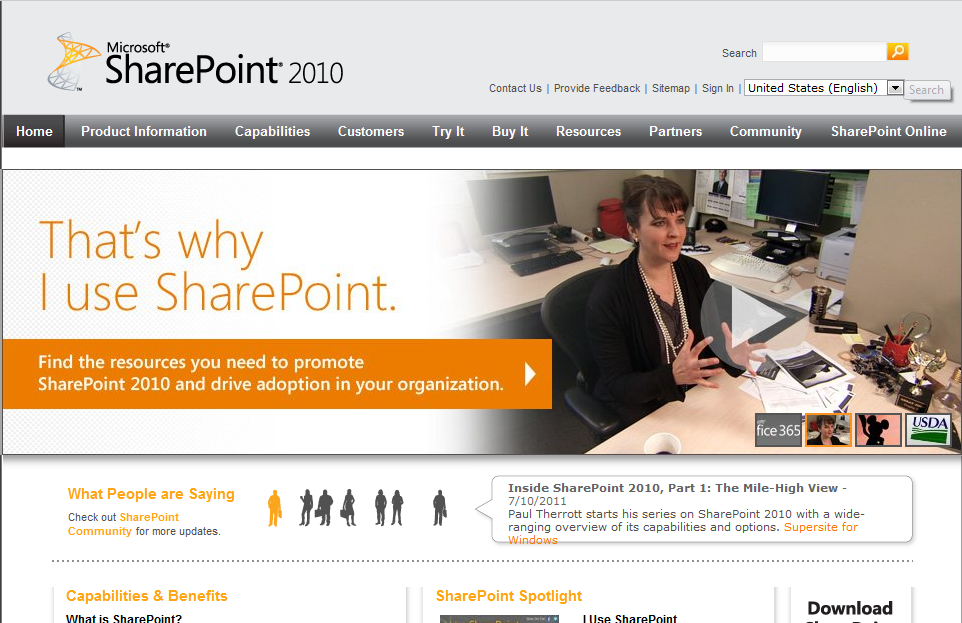 Microsoft®
SharePoint® 2010
™
Search
Contact Us | Provide Feedback | Sitemap | Sign In | United States (English) Search
Home Product Information Capabilities Customers Try It Buy It Resources Partners Community SharePoint Online
That's why
I use SharePoint.
Find the resources you need to promote
SharePoint 2010 and drive adoption in your organization.
fice 365
USDA
What People are Saying
Check out SharePoint
Community for more updates.
Inside SharePoint 2010, Part 1: The Mile-High View -
7/10/2011
Paul Therrott starts his series on SharePoint 2010 with a wide-
ranging overview of its capabilities and options. Supersite for
Windows
Capabilities & Benefits
What is SharePoint?
SharePoint Spotlight
I Use SharePoint
Download